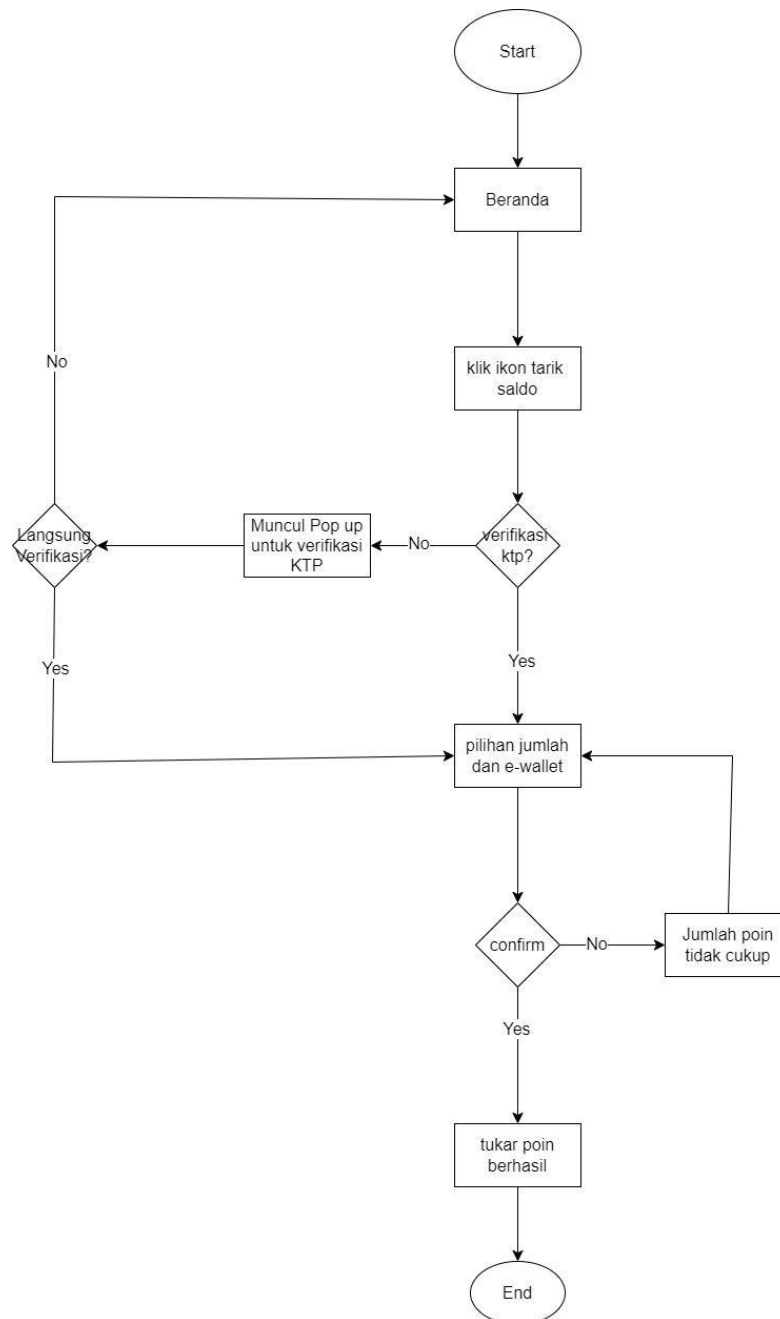 Start
Beranda
klik ikon tarik
saldo
No
Langsung
Verifikasi?
Muncul Pop up
untuk verifikasi
KTP
No
verifikasi
ktp?
Yes
Yes
pilihan jumlah
dan e-wallet
confirm
No
Jumlah poin
tidak cukup
Yes
tukar poin
berhasil
End